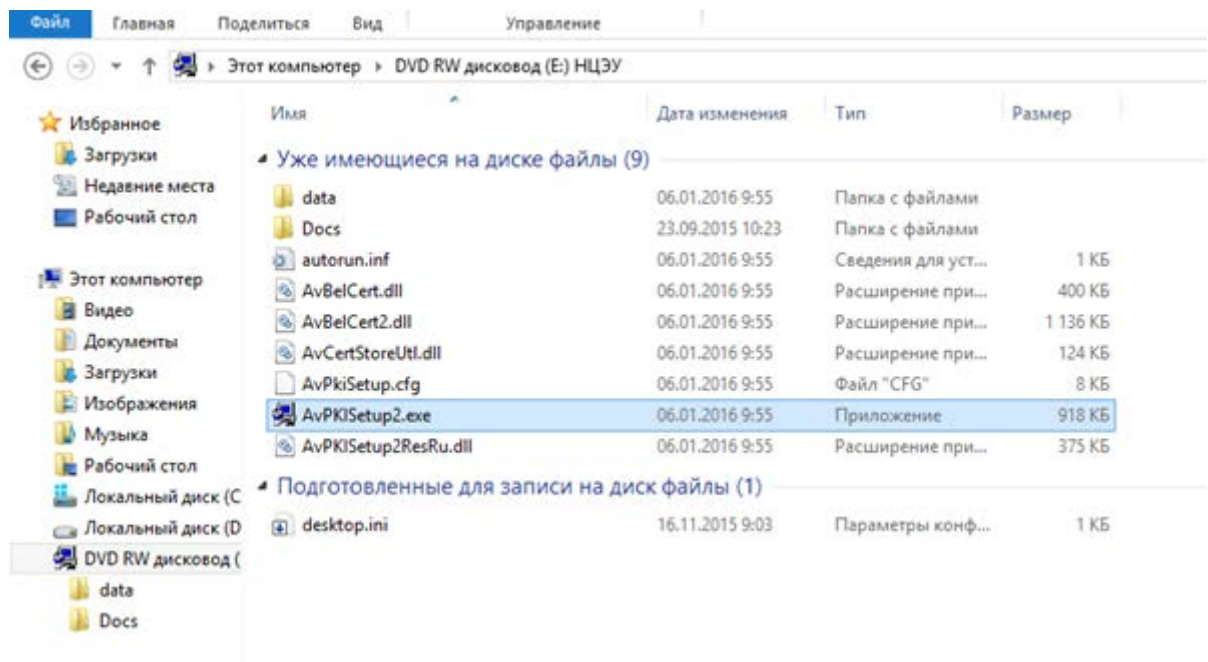 Файл Главная Поделиться Вид Управление
Этот компьютер DVD RW дисковод (E:) НЦЭУ
Избранное
Загрузки
Недавние места
Рабочий стол
Этот компьютер
Видео
Документы
Загрузки
Изображения
Музыка
Рабочий стол
Локальный диск (C
Локальный диск (D
DVD RW дисковод (
data
Docs
Имя Дата изменения Тип Размер
Уже имеющиеся на диске файлы (9)
data 06.01.2016 9:55 Папка с файлами
Docs 23.09.2015 10:23 Папка с файлами
autorun.inf 06.01.2016 9:55 Сведения для уст... 1 КБ
AvBelCert.dll 06.01.2016 9:55 Расширение при... 400 КБ
AvBelCert2.dll 06.01.2016 9:55 Расширение при... 1 136 КБ
AvCertStoreUtl.dll 06.01.2016 9:55 Расширение при... 124 КБ
AvPkiSetup.cfg 06.01.2016 9:55 Файл "CFG" 8 КБ
AvPKISetup2.exe 06.01.2016 9:55 Приложение 918 КБ
AvPKISetup2ResRu.dll 06.01.2016 9:55 Расширение при... 375 КБ
Подготовленные для записи на диск файлы (1)
desktop.ini 16.11.2015 9:03 Параметры конф... 1 КБ